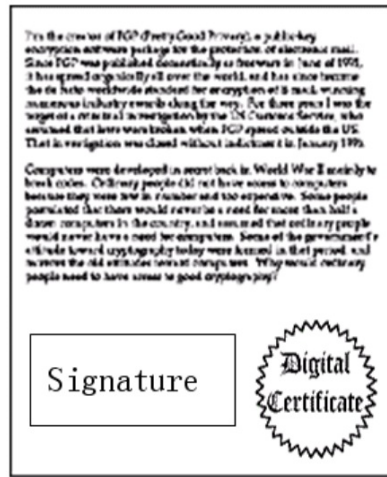 I'm the creator of PGP (Pretty Good Privacy), a public-key
encryption software package for the protection of electronic mail.
Since PGP was published domestically as freeware in June of 1991,
it has spread organically all over the world, and has since become
the de facto worldwide standard for encryption of E-mail, winning
numerous industry awards along the way. For three years I was the
target of a criminal investigation by the US Customs Service, who
assumed that laws were broken when PGP spread outside the US.
That investigation was closed without indictment in January 1996.
Computers were developed in secret back in World War II mainly to
break codes. Ordinary people did not have access to computers
because they were few in number and too expensive. Some people
postulated that there would never be a need for more than half a
dozen computers in the country, and assumed that ordinary people
would never have a need for computers. Some of the government's
attitude toward cryptography today were formed in that period, and
the old attitudes toward computers. Why would ordinary
people need to have access to good cryptography?
Signature
Digital
Certificate